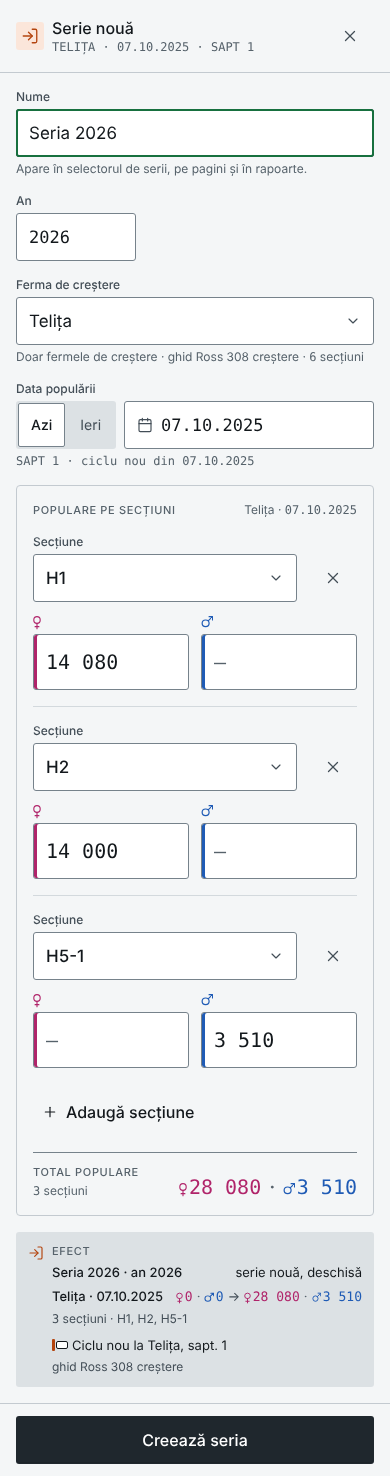 Serie nouă
TELIȚA · 07.10.2025 · SAPT 1
Nume
Seria 2026
Apare în selectorul de serii, pe pagini și în rapoarte.
An
2026
Ferma de creștere
Telița
Doar fermele de creștere · ghid Ross 308 creștere · 6 secțiuni
Data populării
Azi Ieri 07.10.2025
SAPT 1 · ciclu nou din 07.10.2025
POPULARE PE SECȚIUNI Telița · 07.10.2025
Secțiune
H1
♀ ♂
14 080 —
Secțiune
H2
♀ ♂
14 000 —
Secțiune
H5-1
♀ ♂
— 3 510
+ Adaugă secțiune
TOTAL POPULARE
3 secțiuni ♀28 080 · ♂3 510
EFECT
Seria 2026 · an 2026 serie nouă, deschisă
Telița · 07.10.2025 ♀0 · ♂0 → ♀28 080 · ♂3 510
3 secțiuni · H1, H2, H5-1
Ciclu nou la Telița, sapt. 1
ghid Ross 308 creștere
Creează seria